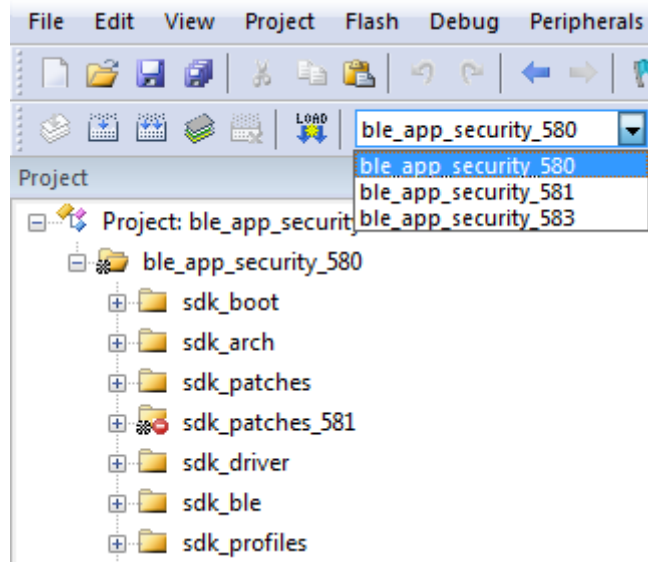 File Edit View Project Flash Debug Peripherals
LOAD
ble_app_security_580
ble_app_security_580
ble_app_security_581
ble_app_security_583
Project
Project: ble_app_securit
ble_app_security_580
sdk_boot
sdk_arch
sdk_patches
sdk_patches_581
sdk_driver
sdk_ble
sdk_profiles